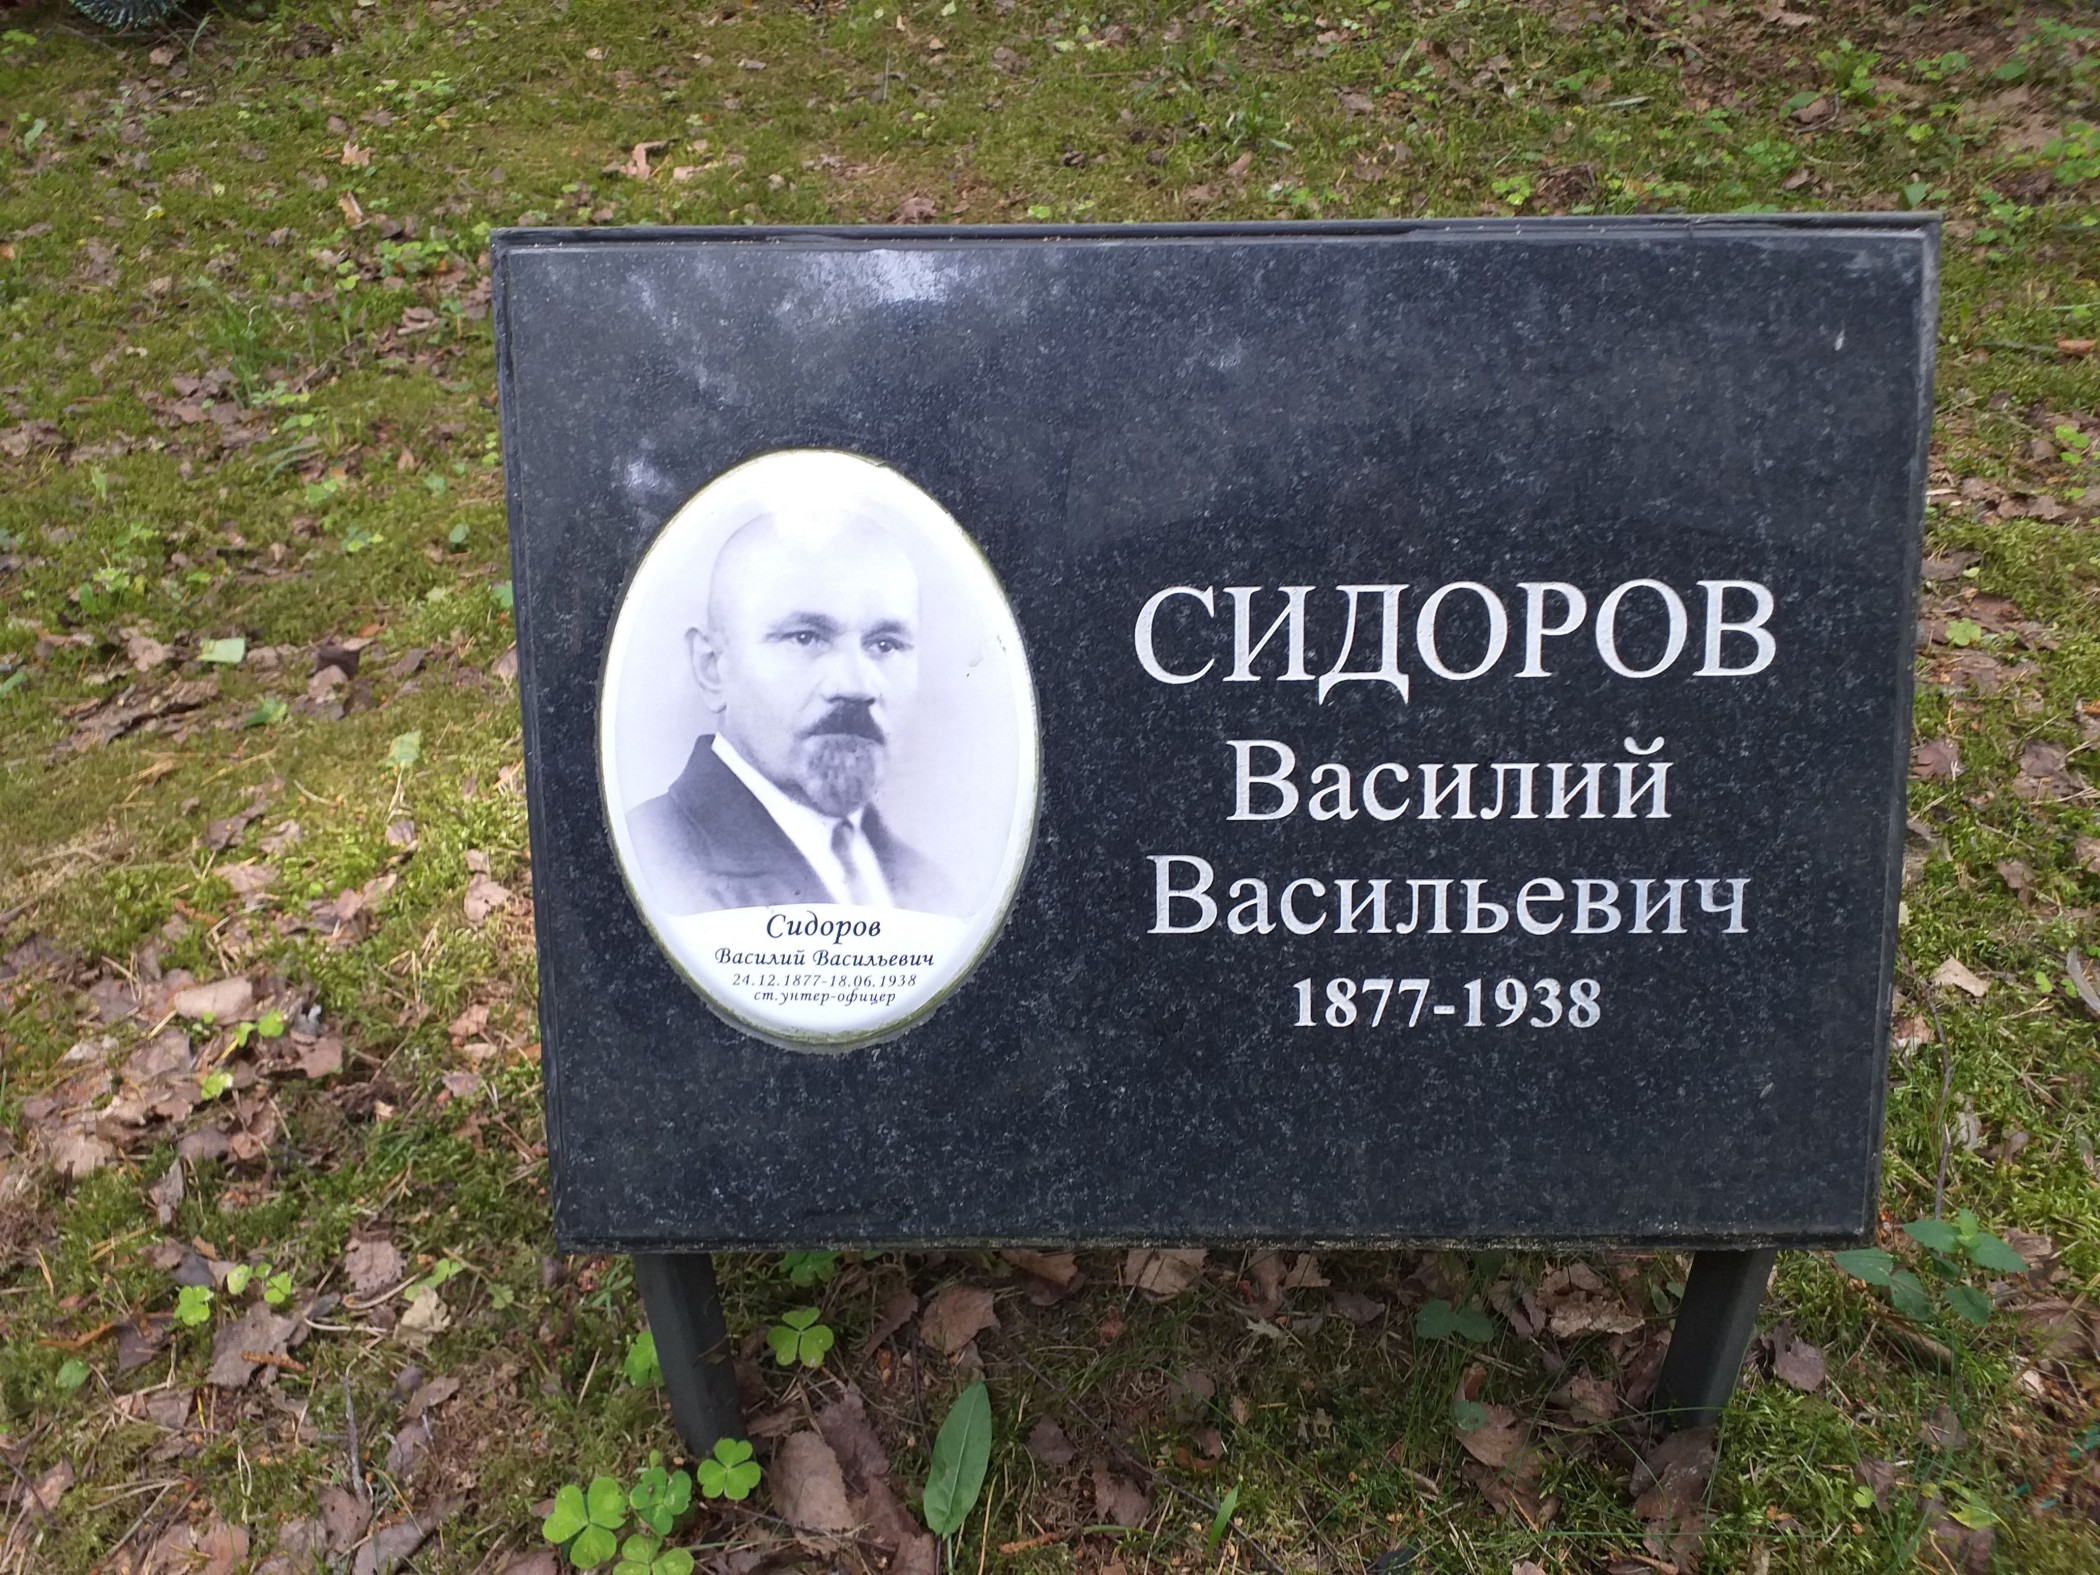 Сидоров
Василий Васильевич
24.12.1877-18.06.1938
ст.унтер-офицер
СИДОРОВ
Василий
Васильевич
1877-1938